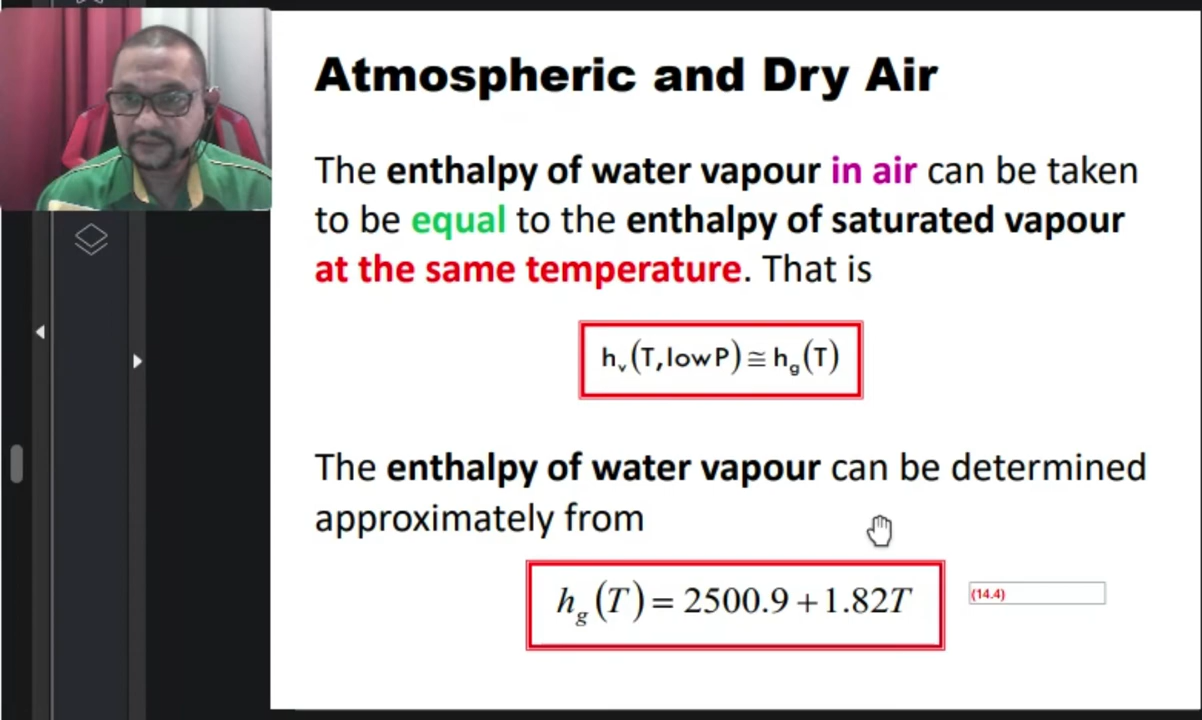 Atmospheric and Dry Air
The enthalpy of water vapour in air can be taken
to be equal to the enthalpy of saturated vapour
at the same temperature. That is
hᵥ(T,low P) ≅ h_g(T)
The enthalpy of water vapour can be determined
approximately from
h_g(T) = 2500.9 + 1.82T
(14.4)